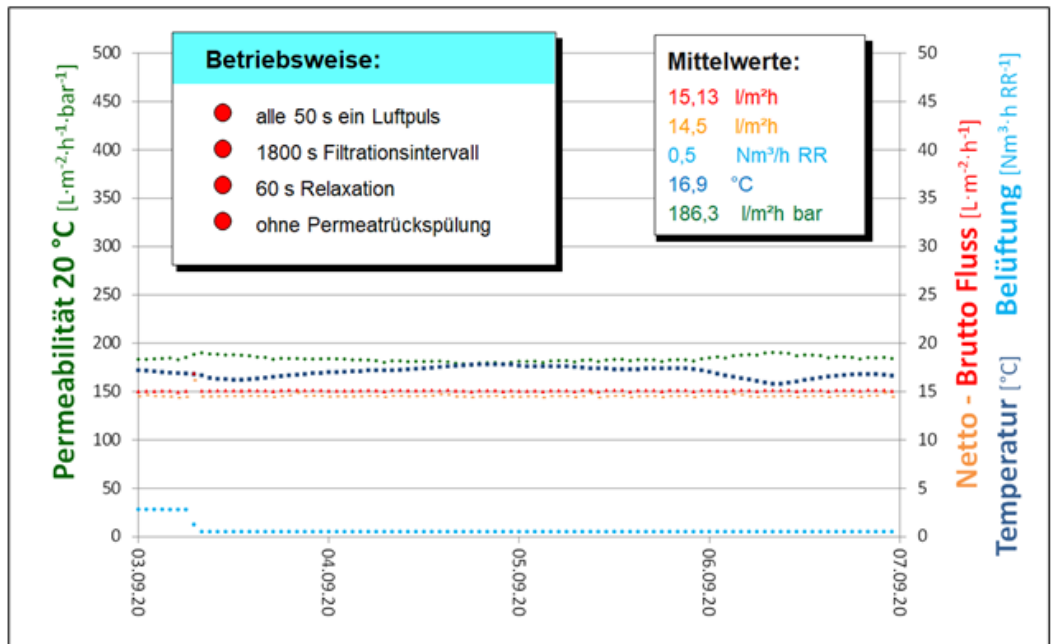 Betriebsweise:
alle 50 s ein Luftpuls
1800 s Filtrationsintervall
60 s Relaxation
ohne Permeatrückspülung
Mittelwerte:
15,13 l/m²h
14,5 l/m²h
0,5 Nm³/h RR
16,9 °C
186,3 l/m²h bar
Permeabilität 20 °C [L·m⁻²·h⁻¹·bar⁻¹]
500
450
400
350
300
250
200
150
100
50
0
50
45
40
35
30
25
20
15
10
5
0
Netto - Brutto Fluss [L·m⁻²·h⁻¹]
Temperatur [°C] Belüftung [Nm³·h RR⁻¹]
03.09.20
04.09.20
05.09.20
06.09.20
07.09.20